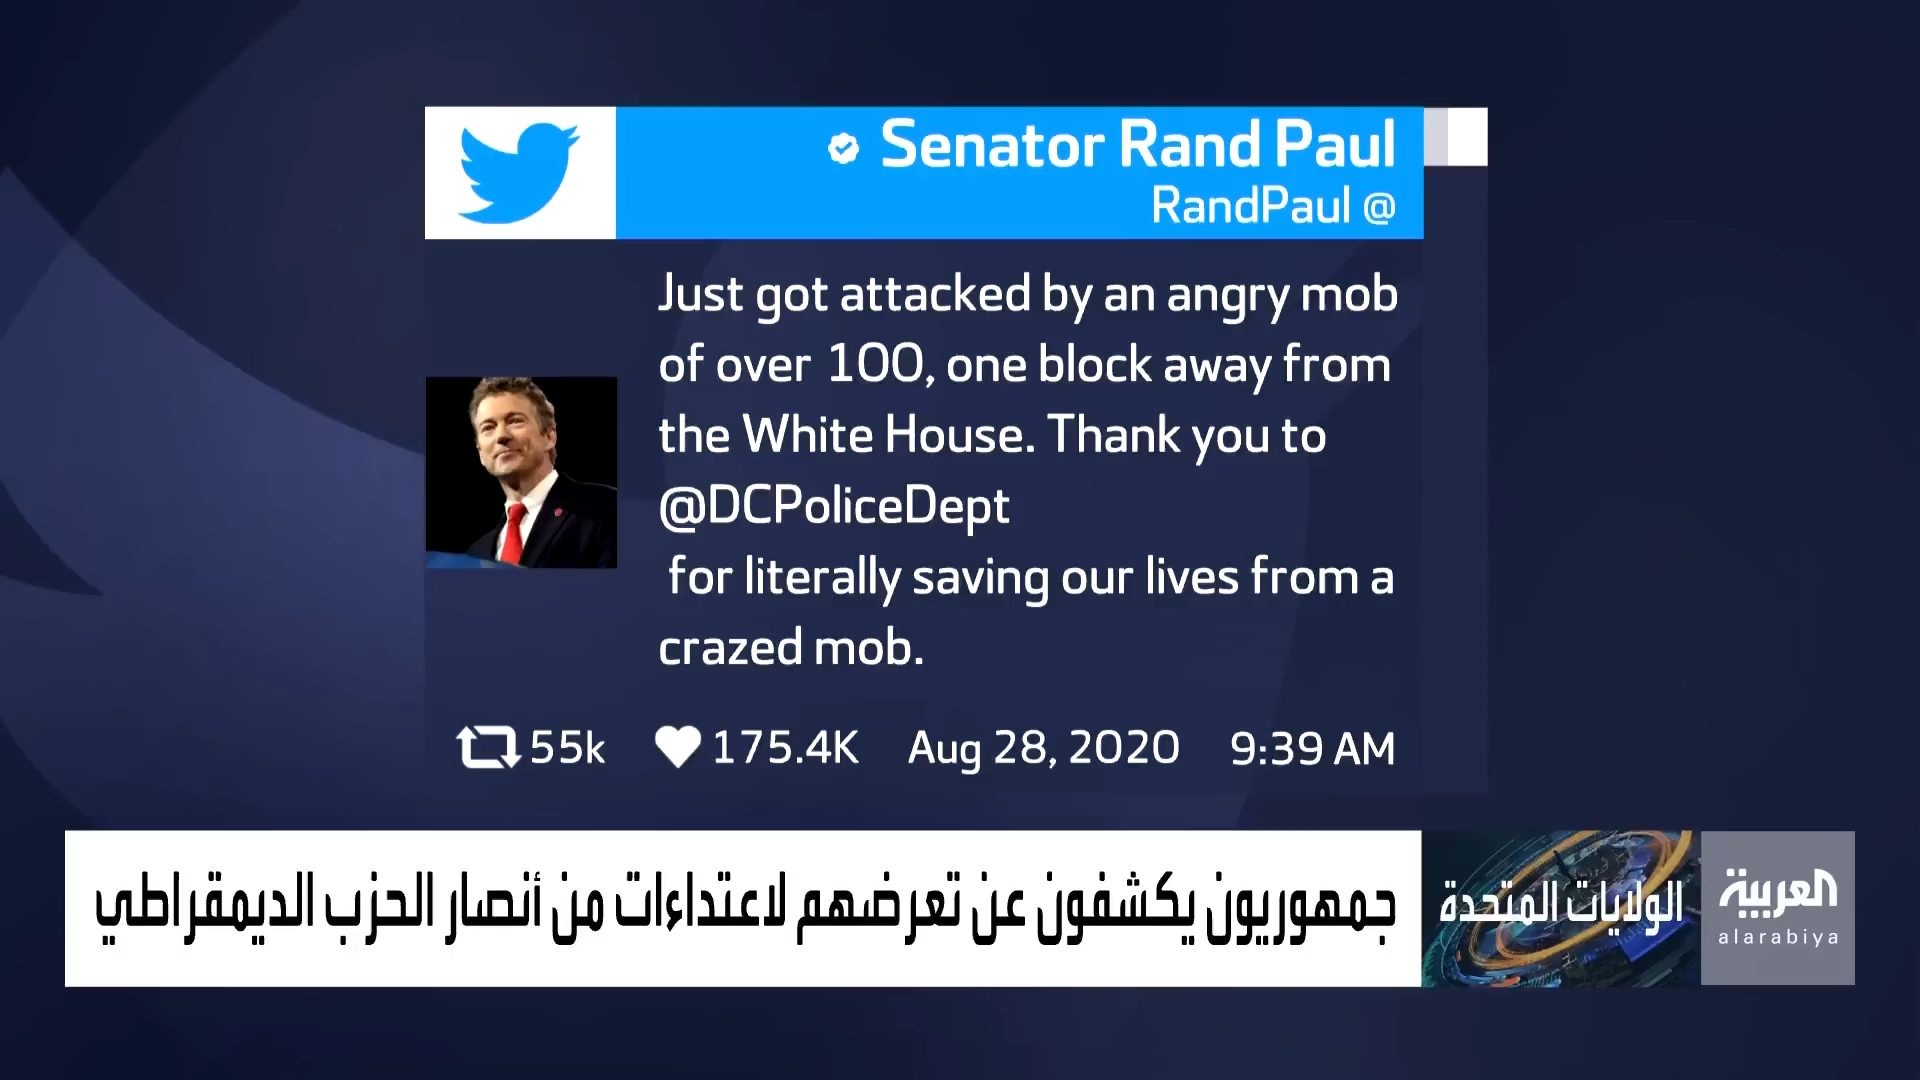 Senator Rand Paul
RandPaul @
Just got attacked by an angry mob
of over 100, one block away from
the White House. Thank you to
@DCPoliceDept
for literally saving our lives from a
crazed mob.
55k 175.4K Aug 28, 2020 9:39 AM
جمهوريون يكشفون عن تعرضهم لاعتداءات من أنصار الحزب الديمقراطي
الولايات المتحدة
العربية
alarabiya